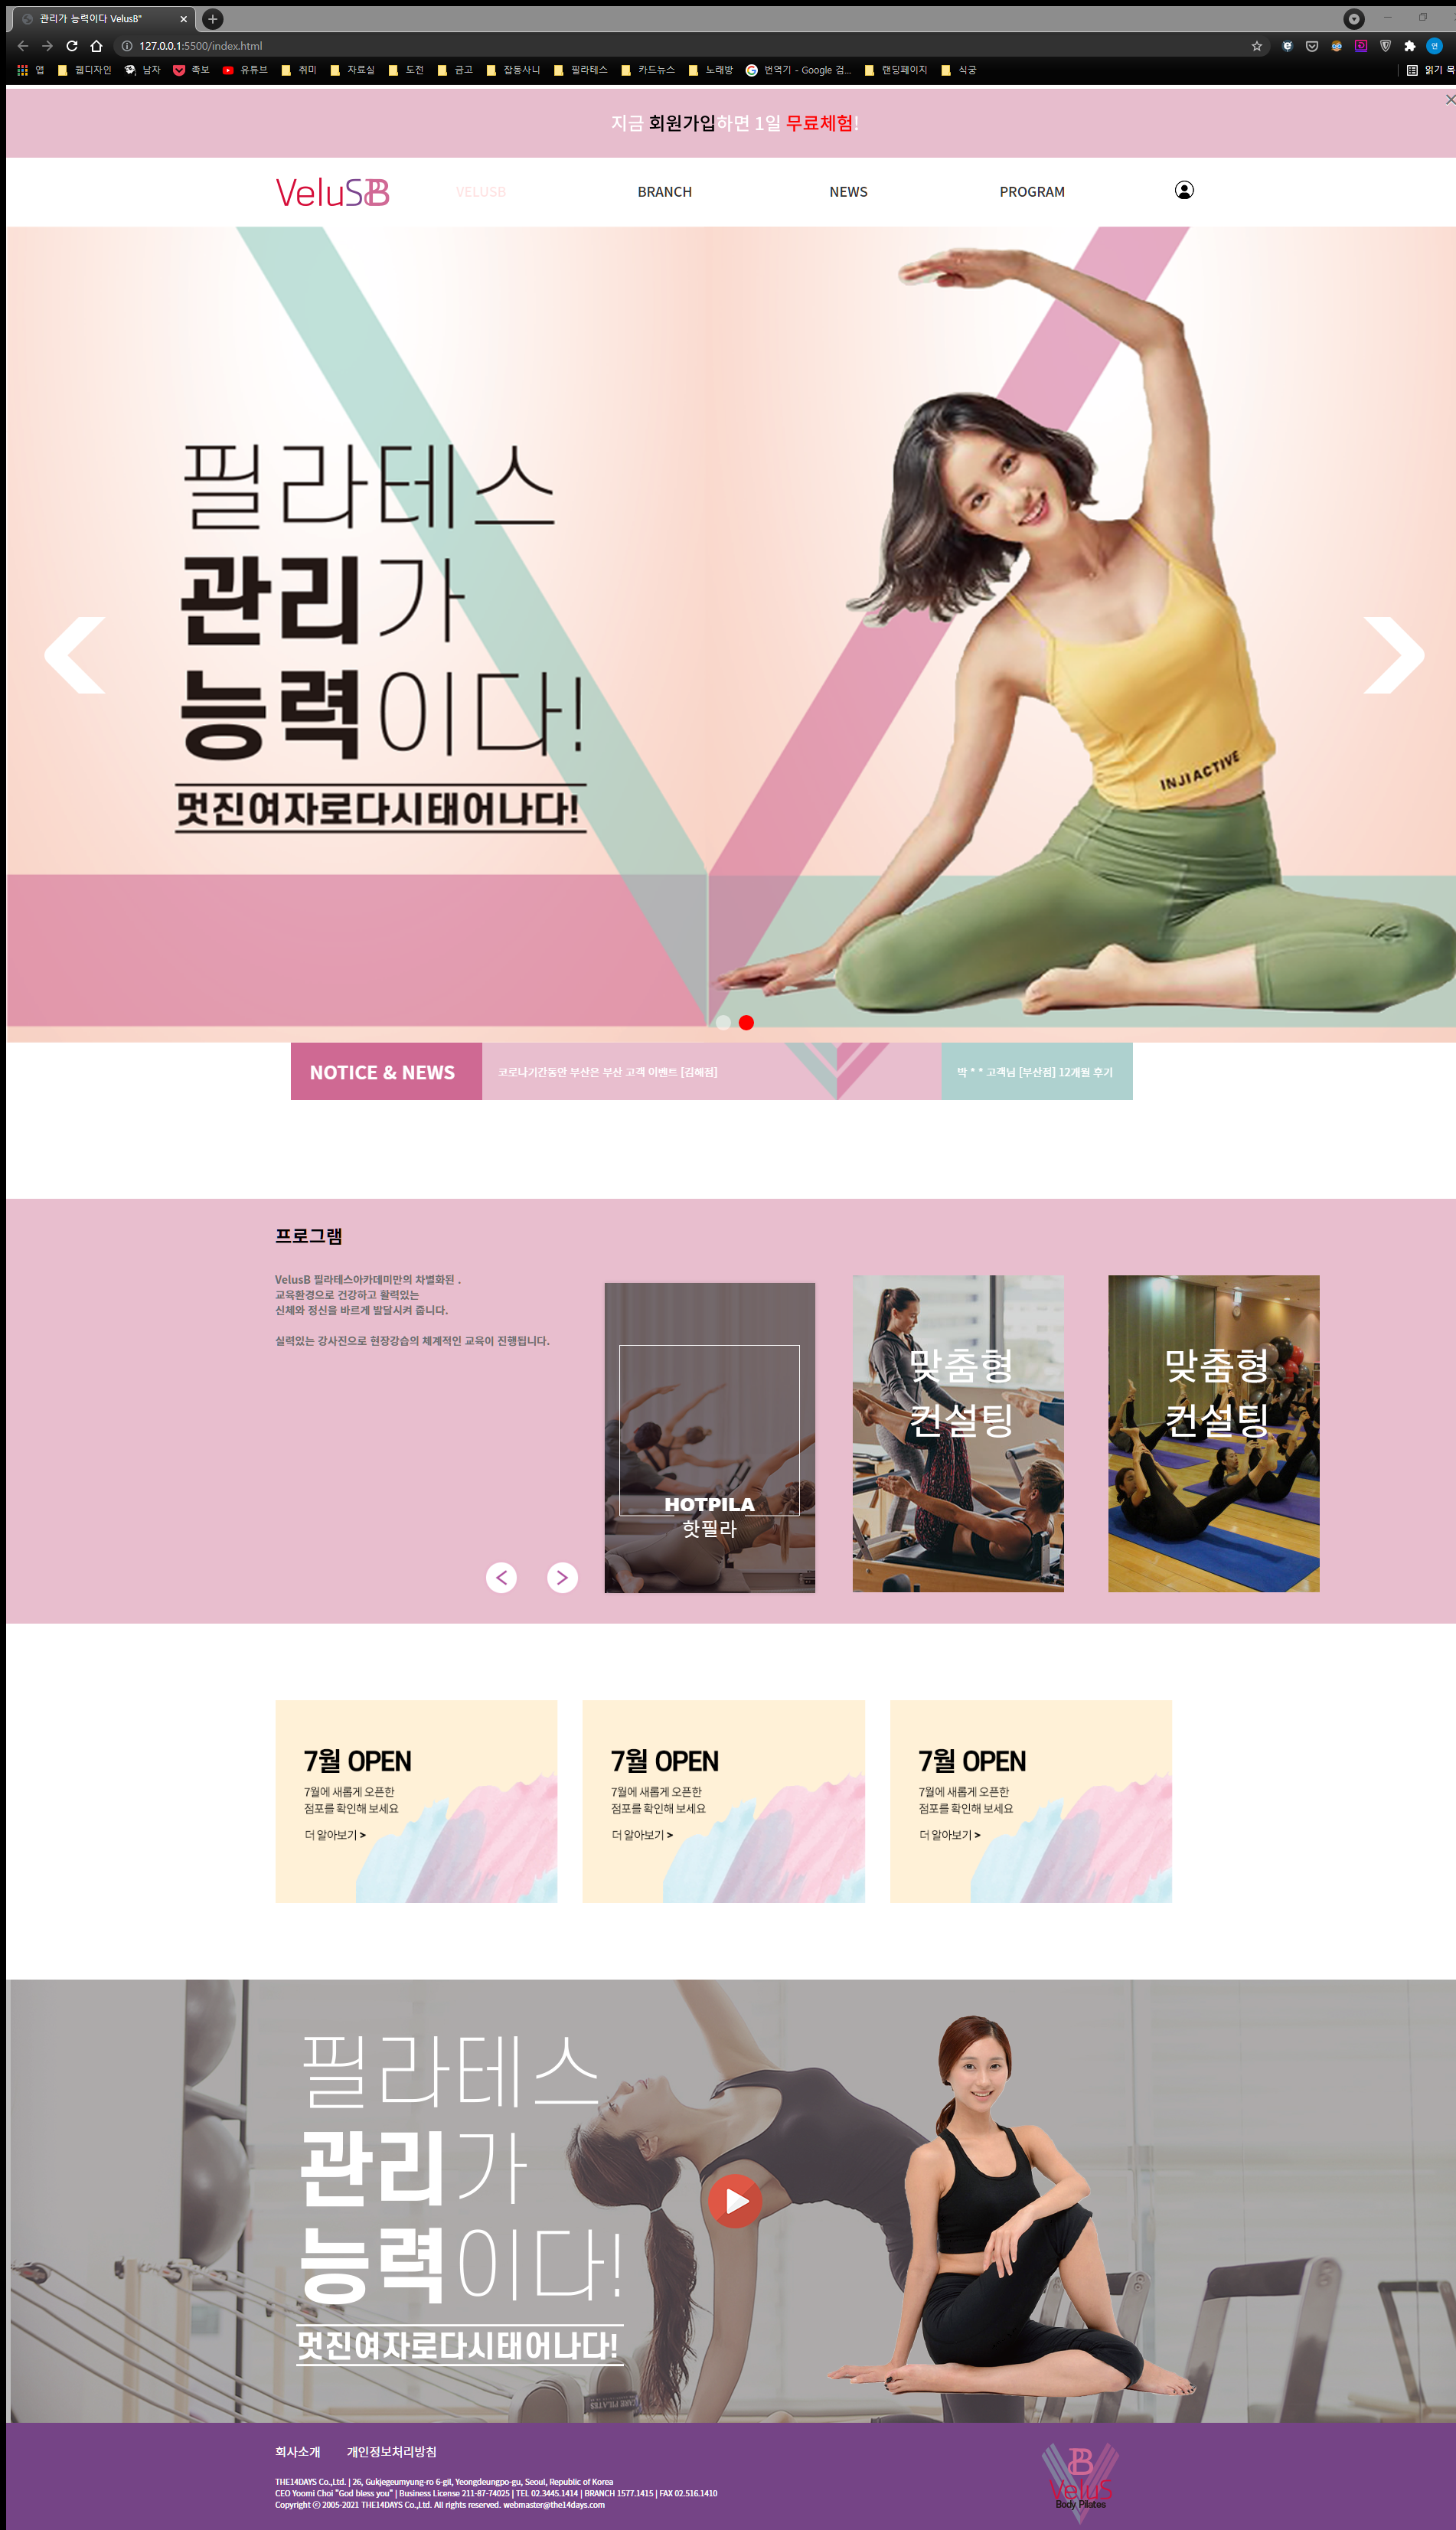 관리가 능력이다 VelusB"
127.0.0.1:5500/index.html
앱 웹디자인 남자 족보 유튜브 취미 자료실 도전 금고 잡동사니 필라테스 카드뉴스 노래방 번역기 - Google 검... 랜딩페이지 식궁 읽기 목
지금 회원가입하면 1일 무료체험!
VeluSB VELUSB BRANCH NEWS PROGRAM
필라테스
관리가
능력이다!
멋진여자로다시태어나다!
INJIACTIVE
NOTICE & NEWS 코로나기간동안 부산은 부산 고객 이벤트 [김해점] 박 * * 고객님 [부산점] 12개월 후기
프로그램
VelusB 필라테스아카데미만의 차별화된 .
교육환경으로 건강하고 활력있는
신체와 정신을 바르게 발달시켜 줍니다.
실력있는 강사진으로 현장강습의 체계적인 교육이 진행됩니다.
HOTPILA
핫필라
맞춤형
컨설팅
맞춤형
컨설팅
7월 OPEN
7월에 새롭게 오픈한
점포를 확인해 보세요
더 알아보기 >
7월 OPEN
7월에 새롭게 오픈한
점포를 확인해 보세요
더 알아보기 >
7월 OPEN
7월에 새롭게 오픈한
점포를 확인해 보세요
더 알아보기 >
필라테스
관리가
능력이다!
멋진여자로다시태어나다!
회사소개 개인정보처리방침
THE14DAYS Co.,Ltd. | 26, Gukjegeumyung-ro 6-gil, Yeongdeungpo-gu, Seoul, Republic of Korea
CEO Yoomi Choi "God bless you" | Business License 211-87-74025 | TEL 02.3445.1414 | BRANCH 1577.1415 | FAX 02.516.1410
Copyright ⓒ 2005-2021 THE14DAYS Co.,Ltd. All rights reserved. webmaster@the14days.com
B
VeluS
Body Pilates